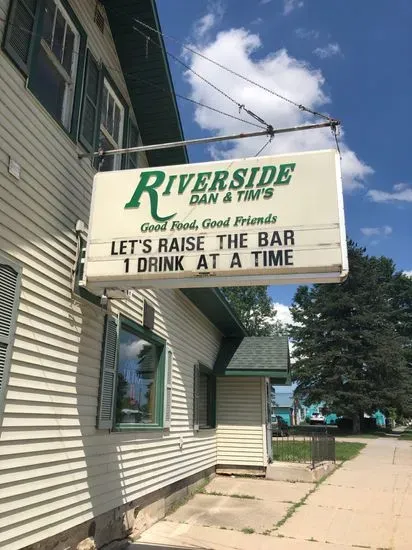 RIVERSIDE
DAN & TIM'S
Good Food, Good Friends
LET'S RAISE THE BAR
1 DRINK AT A TIME